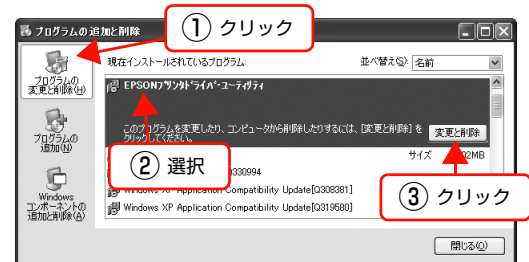 プログラムの追加と削除
① クリック
現在インストールされているプログラム:
並べ替え(S): 名前
プログラムの
変更と削除(H)
EPSONプリンタドライバ・ユーティリティ
このプログラムを変更したり、コンピュータから削除したりするには、[変更と削除] を
クリックしてください。
変更と削除
プログラムの
追加(N)
サイズ
02MB
② 選択
330994
③ クリック
Windows XP Application Compatibility Update[Q308381]
Windows XP Application Compatibility Update[Q319580]
Windows
コンポーネントの
追加と削除(A)
閉じる(O)